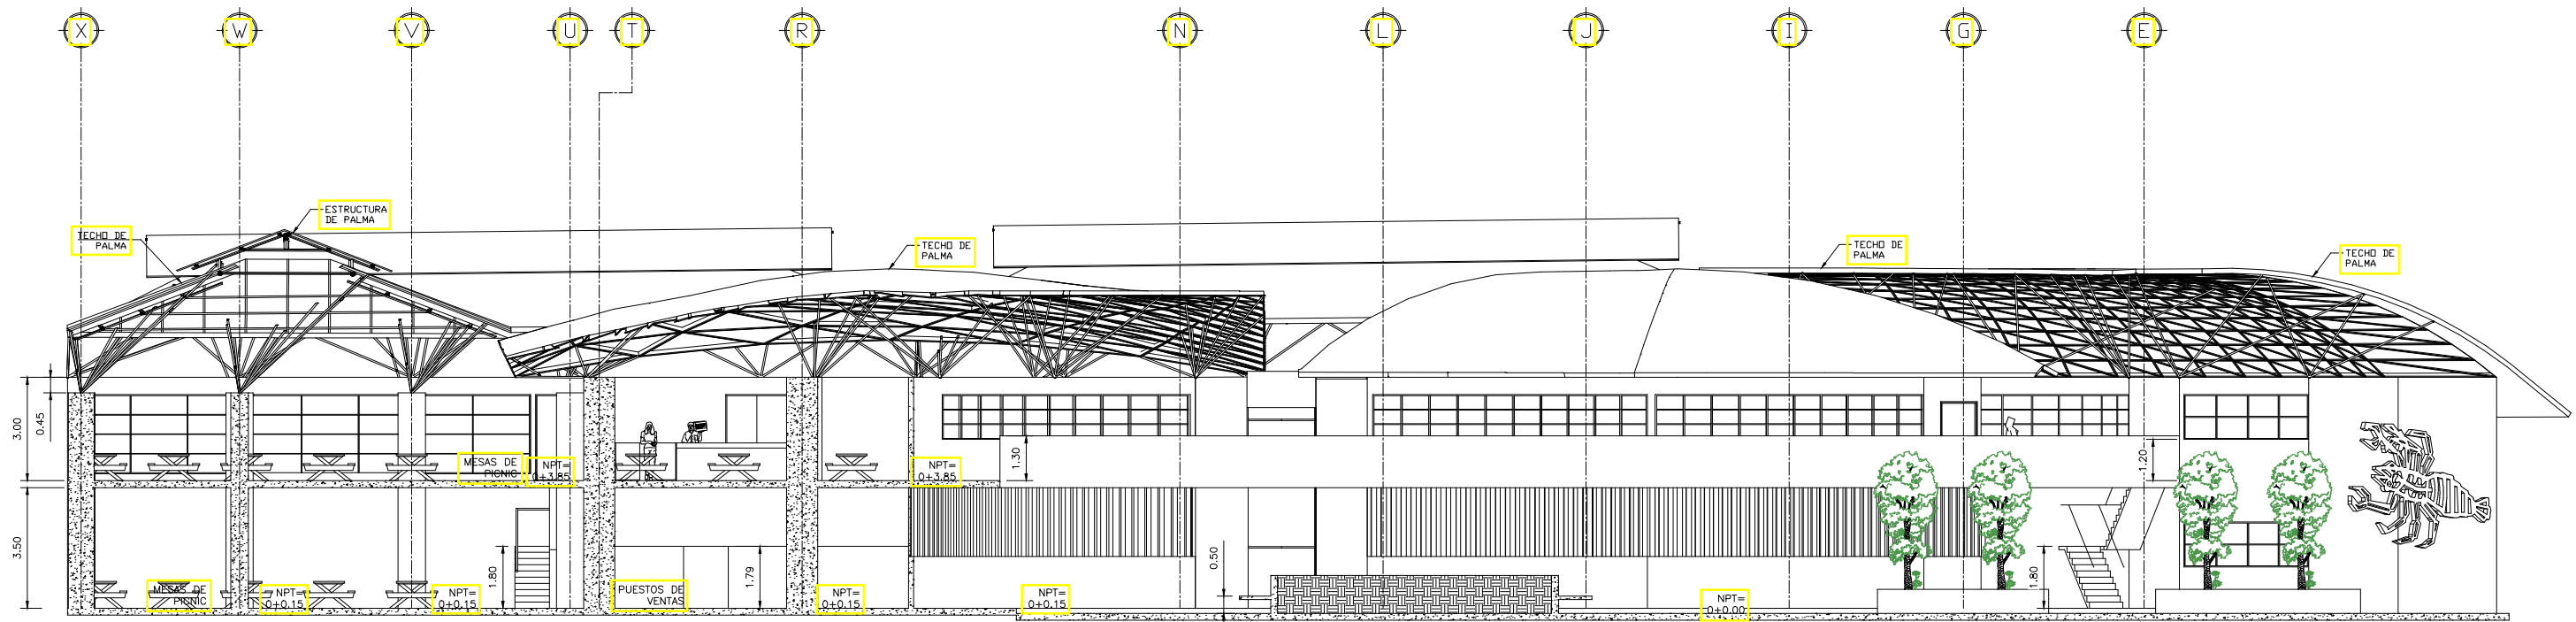 X
W
V
U
T
R
N
L
J
I
G
E
ESTRUCTURA
DE PALMA
TECHO DE
PALMA
TECHO DE
PALMA
TECHO DE
PALMA
TECHO DE
PALMA
3.00
0.45
MESAS DE
PICNIC
NPT=
0+3.85
NPT=
0+3.85
1.30
1.20
3.50
1.80
1.79
0.50
1.80
MESAS DE
PICNIC
NPT=
0+0.15
NPT=
0+0.15
PUESTOS DE
VENTAS
NPT=
0+0.15
NPT=
0+0.15
NPT=
0+0.00